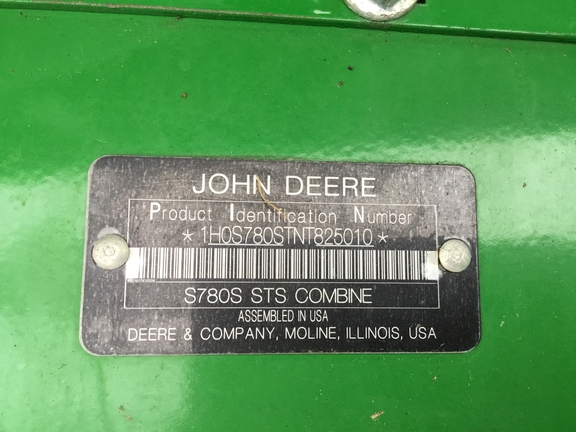 JOHN DEERE
Product Identification Number
*1H0S780STNT825010*
S780S STS COMBINE
ASSEMBLED IN USA
DEERE & COMPANY, MOLINE, ILLINOIS, USA